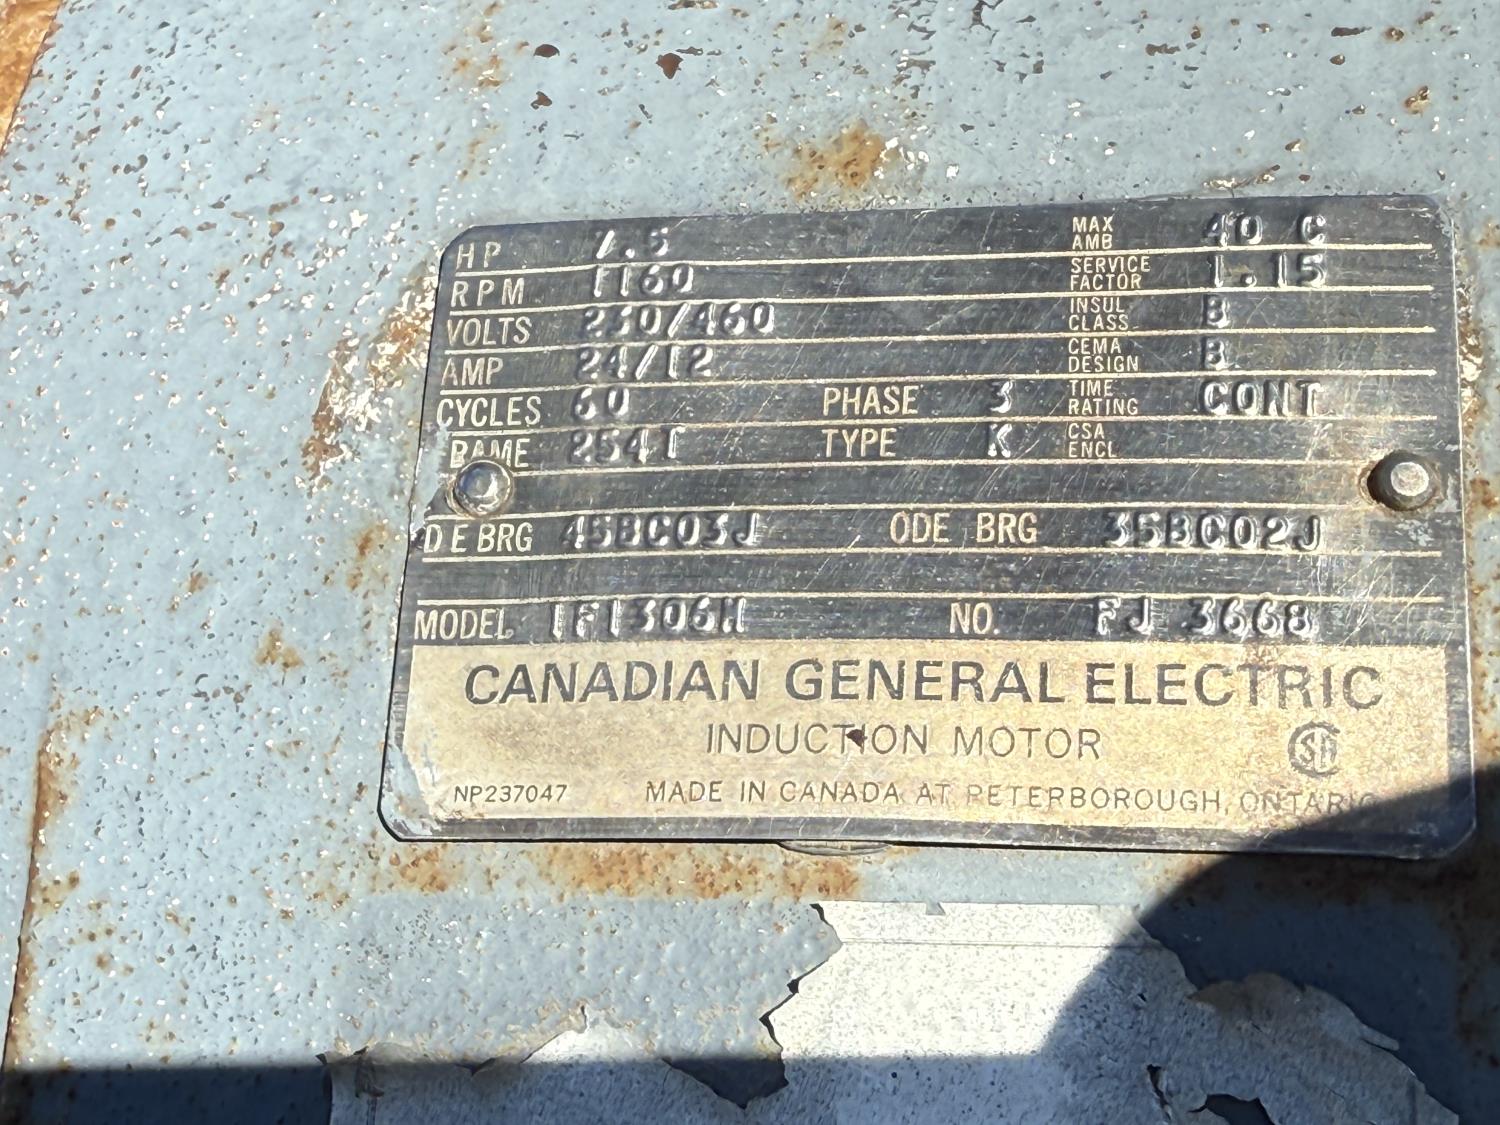 HP 7.5 MAX AMB 40 C
RPM 1160 SERVICE FACTOR 1.15
VOLTS 230/460 INSUL CLASS B
AMP 24/12 CEMA DESIGN B
CYCLES 60 PHASE 3 TIME RATING CONT
RAME 254T TYPE K CSA ENCL
D E BRG 45BC03J ODE BRG 35BC02J
MODEL 1F1306H NO. FJ 3668
CANADIAN GENERAL ELECTRIC
INDUCTION MOTOR SA
NP237047 MADE IN CANADA AT PETERBOROUGH, ONTARIO